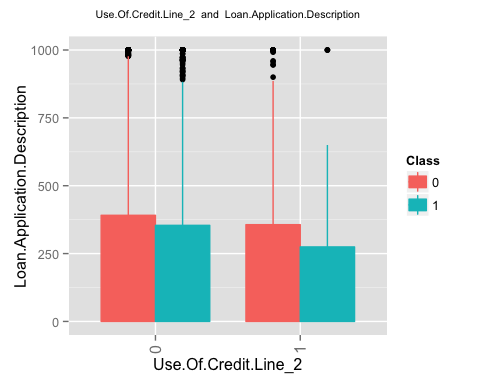 Use.Of.Credit.Line_2 and Loan.Application.Description
Loan.Application.Description
1000
750
500
250
0
0
1
Use.Of.Credit.Line_2
Class
0
1